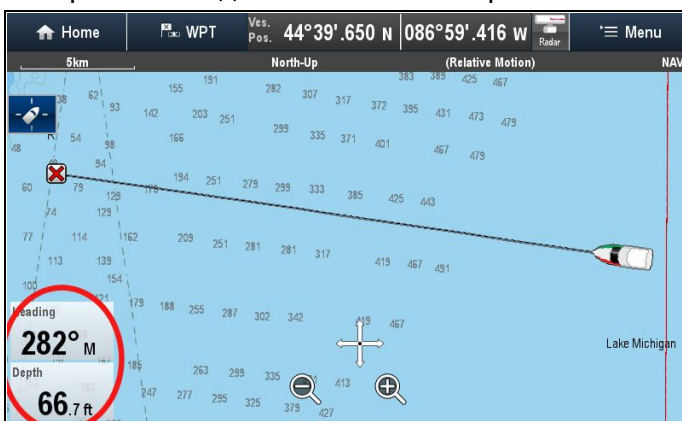 Home
WPT
Ves. Pos. 44°39'.650 N 086°59'.416 W
Radar
Menu
5km North-Up (Relative Motion) NAV
383 389 425 467
155 191 282 307 317 372
38 62 93 142 203 251 395 431 473 479
54 98 166 299 335 371 401
48 467 479
94
60 79 129 179 194 251 279 299 333 385 425 443
74 129
77 114 162 209 251 281 281 317
113 139 419 467 491
100 154
179 188 255 287 302 342 419 467
Heading
282° M
Lake Michigan
Depth
185 263 299 335 413
66.7 ft
247 277 295 325 379 427